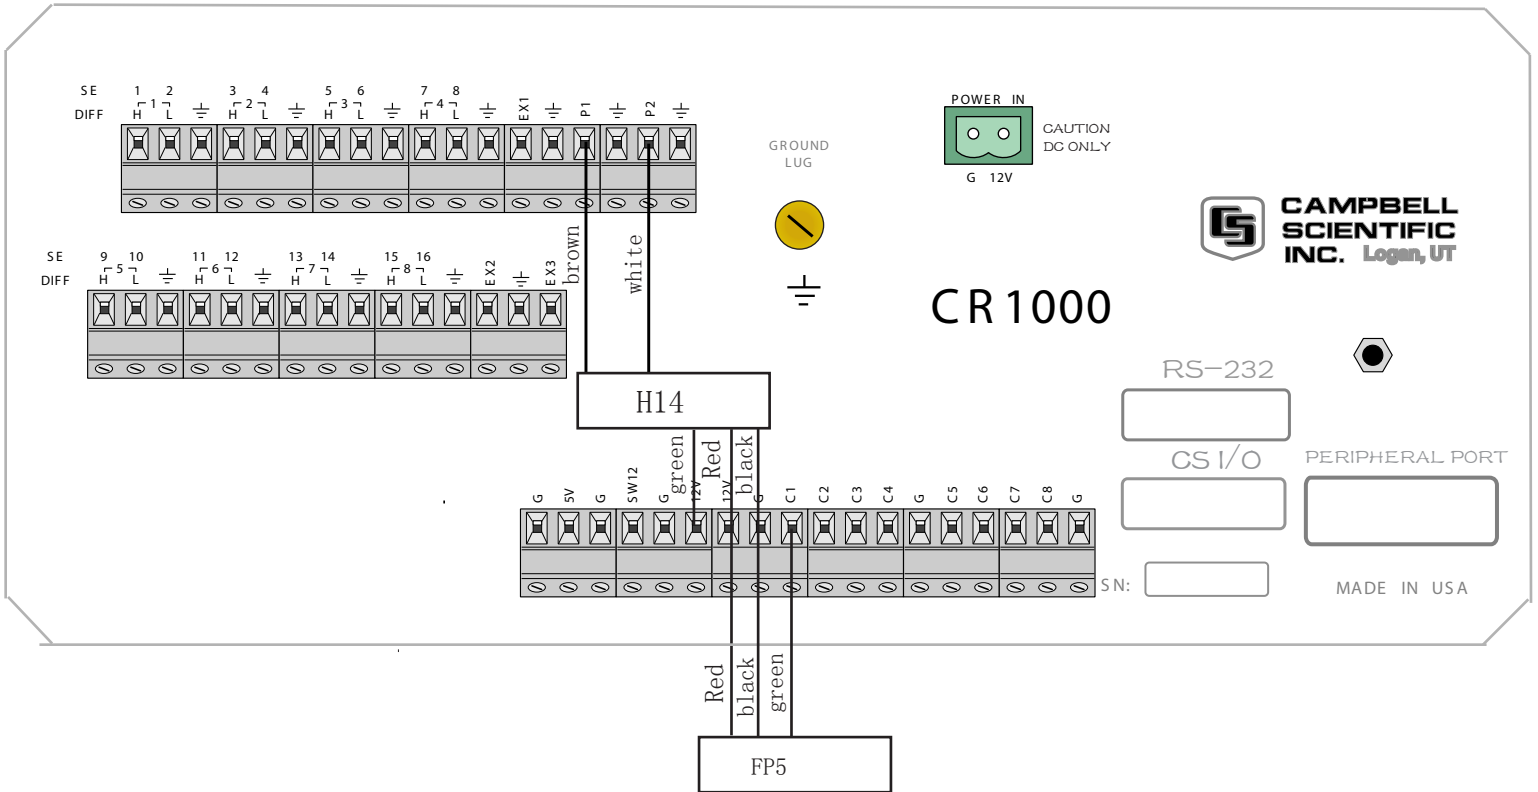 SE 1 2 3 4 5 6 7 8
DIFF H 1 L H 2 L H 3 L H 4 L EX1 P1 P2
POWER IN
CAUTION
DC ONLY
G 12V
GROUND
LUG
CAMPBELL
SCIENTIFIC
INC. Logan, UT
SE 9 10 11 12 13 14 15 16
DIFF H 5 L H 6 L H 7 L H 8 L EX2 EX3
brown
white
CR1000
H14
RS-232
green
Red
black
CS I/O
PERIPHERAL PORT
G 5V G SW12 G 12V 12V G C1 C2 C3 C4 G C5 C6 C7 C8 G
SN:
MADE IN USA
Red
black
green
FP5